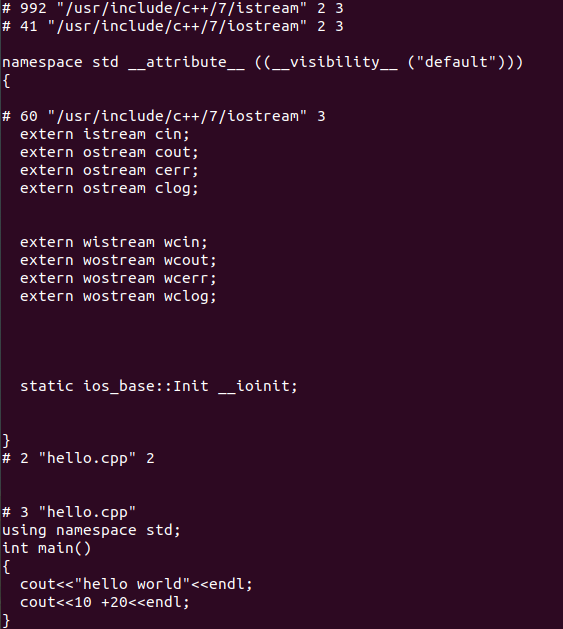 # 992 "/usr/include/c++/7/istream" 2 3
# 41 "/usr/include/c++/7/iostream" 2 3
namespace std __attribute__ ((__visibility__ ("default")))
{
# 60 "/usr/include/c++/7/iostream" 3
  extern istream cin;
  extern ostream cout;
  extern ostream cerr;
  extern ostream clog;
  extern wistream wcin;
  extern wostream wcout;
  extern wostream wcerr;
  extern wostream wclog;
  static ios_base::Init __ioinit;
}
# 2 "hello.cpp" 2
# 3 "hello.cpp"
using namespace std;
int main()
{
  cout<<"hello world"<<endl;
  cout<<10 +20<<endl;
}